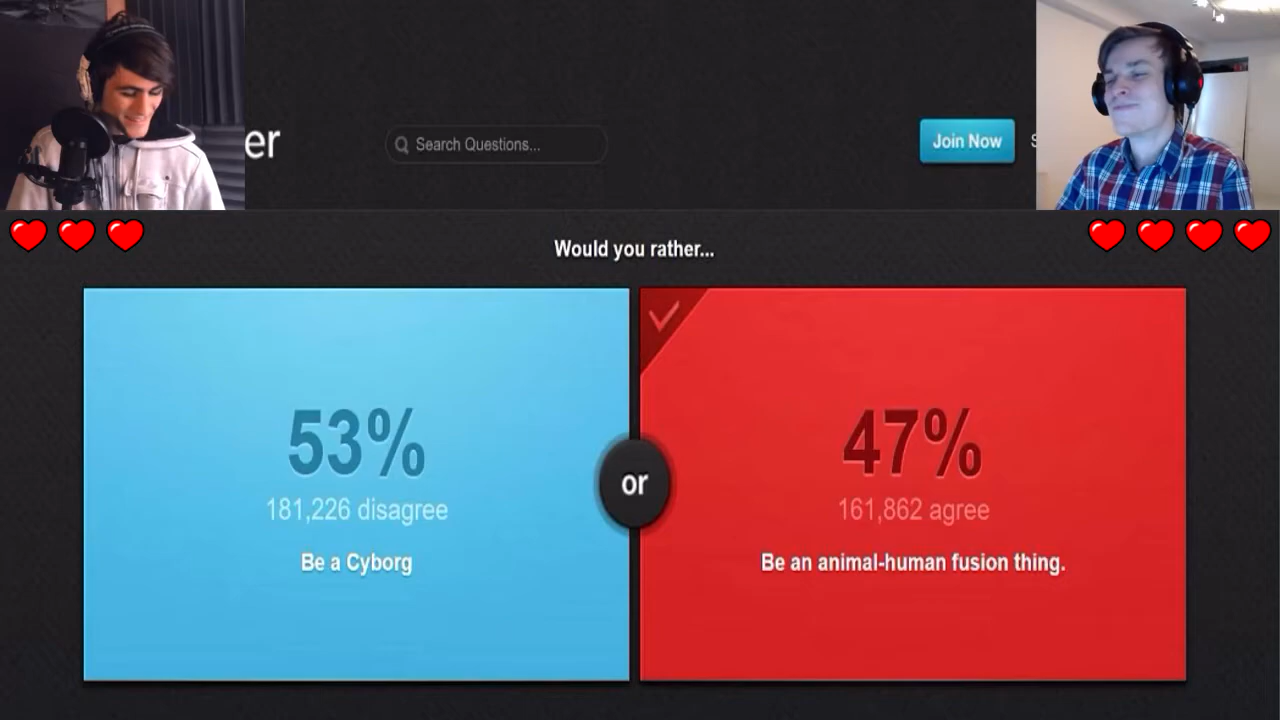 er
Search Questions...
Join Now
S
Would you rather...
53%
181,226 disagree
Be a Cyborg
or
47%
161,862 agree
Be an animal-human fusion thing.